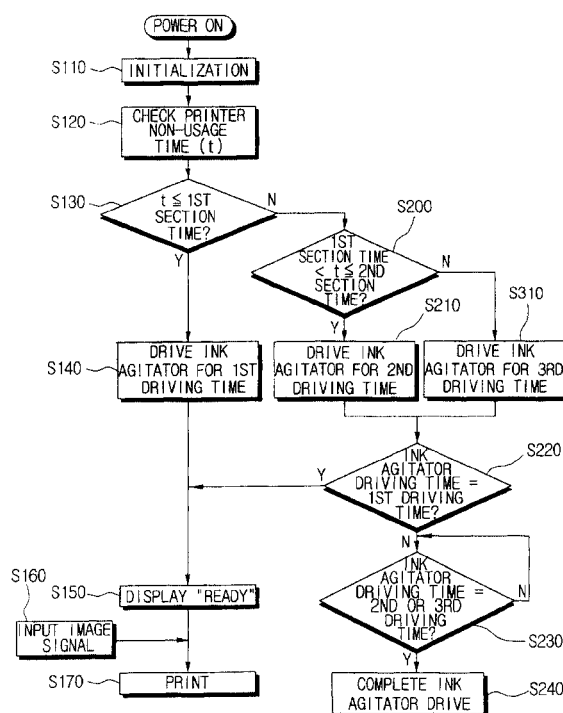 POWER ON
S110
INITIALIZATION
S120
CHECK PRINTER
NON-USAGE
TIME (t)
S130
t ≦ 1ST
SECTION
TIME?
N
Y
S200
1ST
SECTION TIME
< t ≦ 2ND
SECTION
TIME?
N
Y
S140
DRIVE INK
AGITATOR FOR 1ST
DRIVING TIME
S210
DRIVE INK
AGITATOR FOR 2ND
DRIVING TIME
S310
DRIVE INK
AGITATOR FOR 3RD
DRIVING TIME
S220
INK
AGITATOR
DRIVING TIME =
1ST DRIVING
TIME?
Y
N
S230
INK
AGITATOR
DRIVING TIME =
2ND OR 3RD
DRIVING
TIME?
N
Y
S150
DISPLAY "READY"
S160
INPUT IMAGE
SIGNAL
S170
PRINT
COMPLETE INK
AGITATOR DRIVE
S240